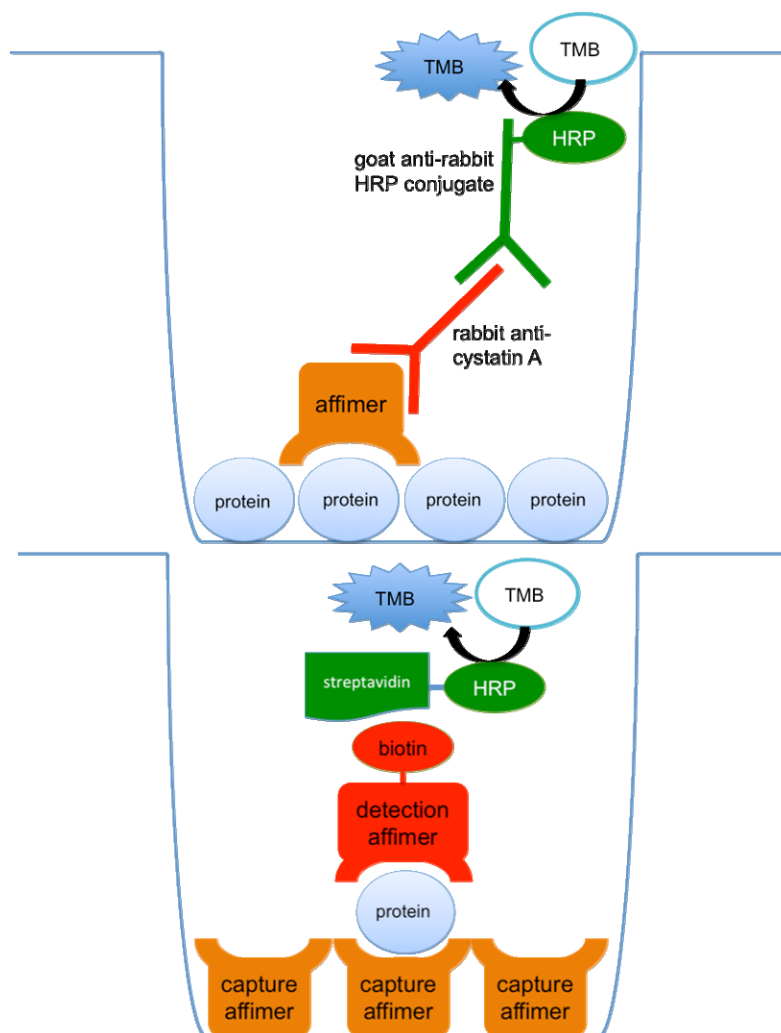 TMB
TMB
HRP
goat anti-rabbit
HRP conjugate
rabbit anti-
cystatin A
affimer
protein
protein
protein
protein
TMB
TMB
streptavidin
HRP
biotin
detection
affimer
protein
capture
affimer
capture
affimer
capture
affimer